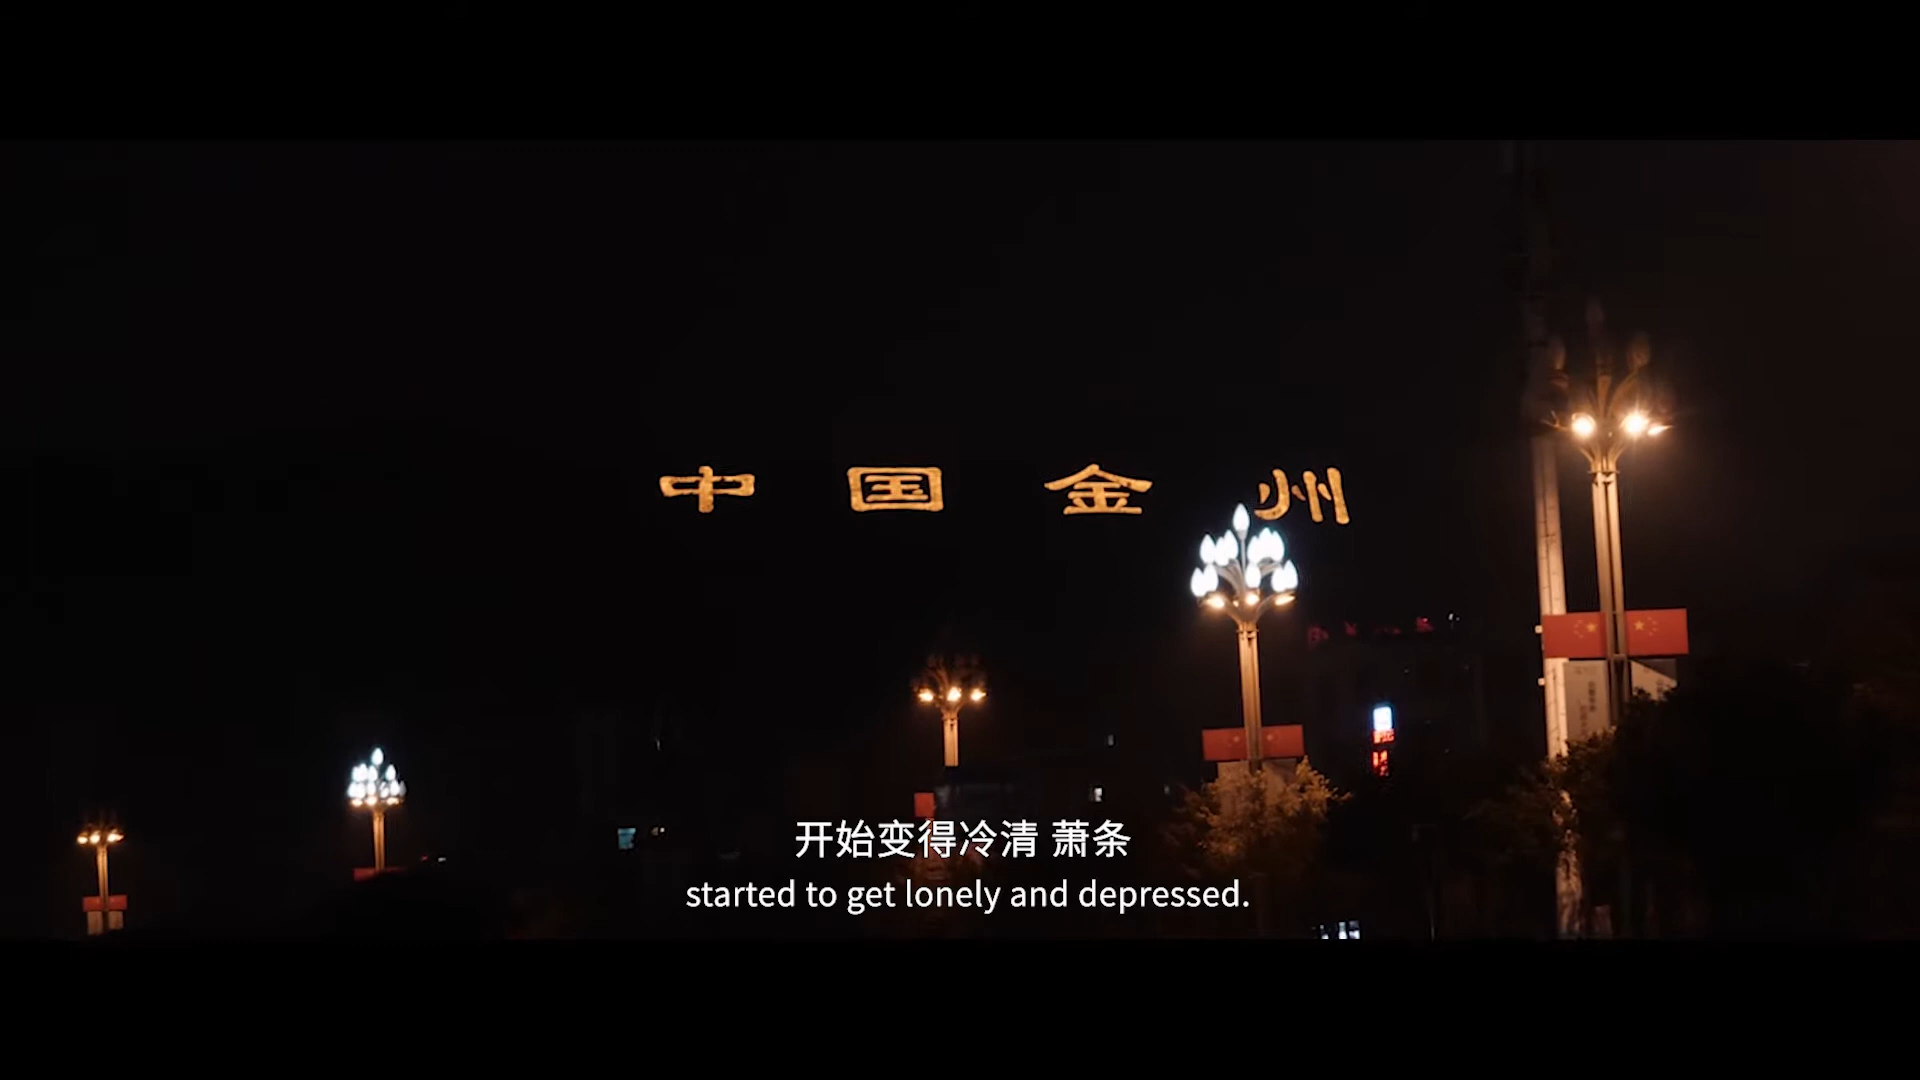 中国金州
开始变得冷清 萧条
started to get lonely and depressed.